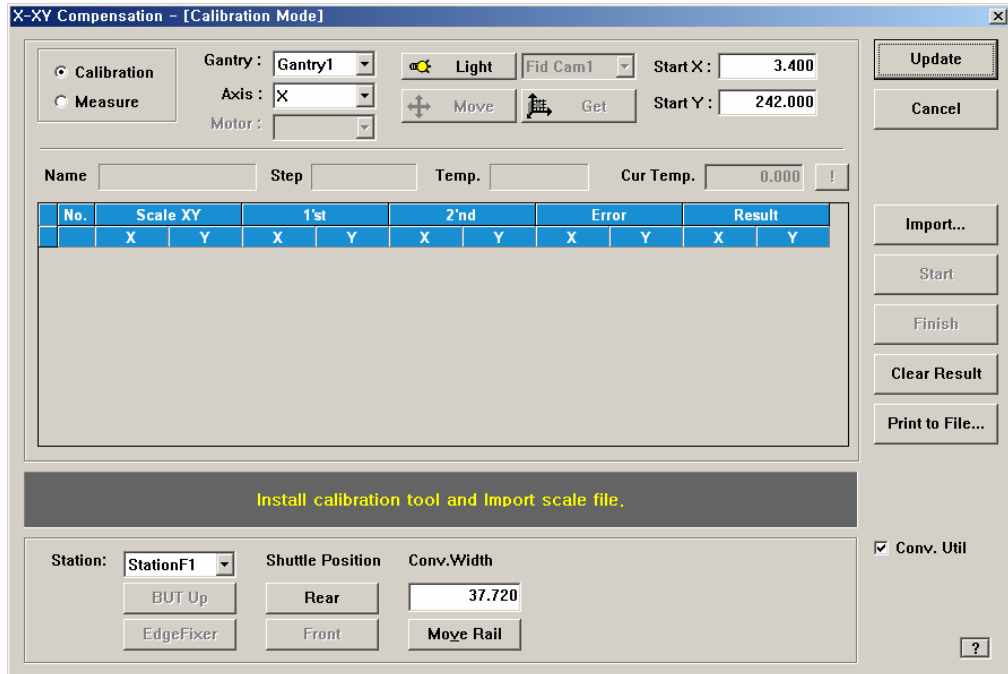 X-XY Compensation - [Calibration Mode]
Calibration
Measure
Gantry : Gantry1
Axis : X
Motor :
Light
Fid Cam1
Start X : 3.400
Move
Get
Start Y : 242.000
Update
Cancel
Name
Step
Temp.
Cur Temp. 0.000 !
No. Scale XY 1'st 2'nd Error Result
X Y X Y X Y X Y X Y
Import...
Start
Finish
Clear Result
Print to File...
Install calibration tool and Import scale file.
Station: StationF1
Shuttle Position
Conv.Width
Conv. Util
BUT Up
Rear
37.720
EdgeFixer
Front
Move Rail
?